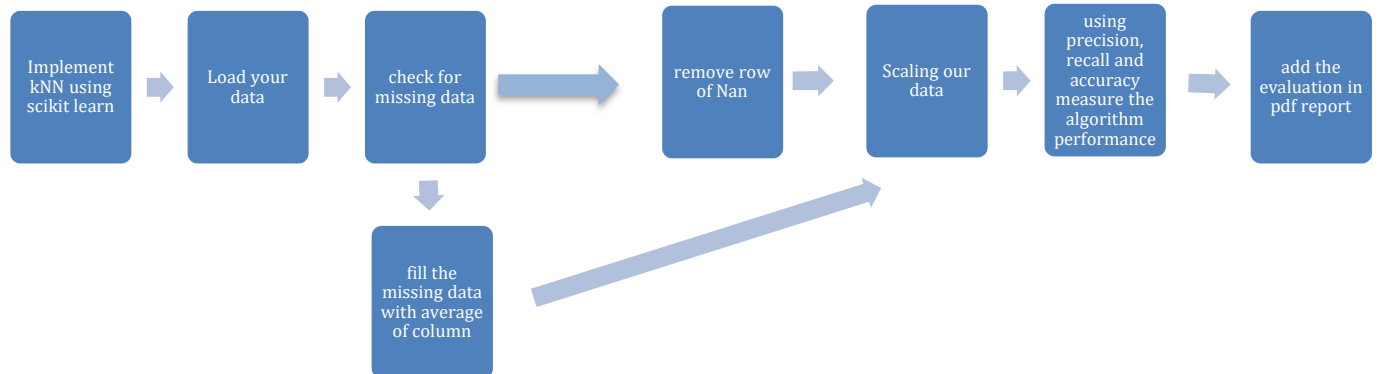 Implement
kNN using
scikit learn
Load your
data
check for
missing data
remove row
of Nan
Scaling our
data
using
precision,
recall and
accuracy
measure the
algorithm
performance
add the
evaluation in
pdf report
fill the
missing data
with average
of column